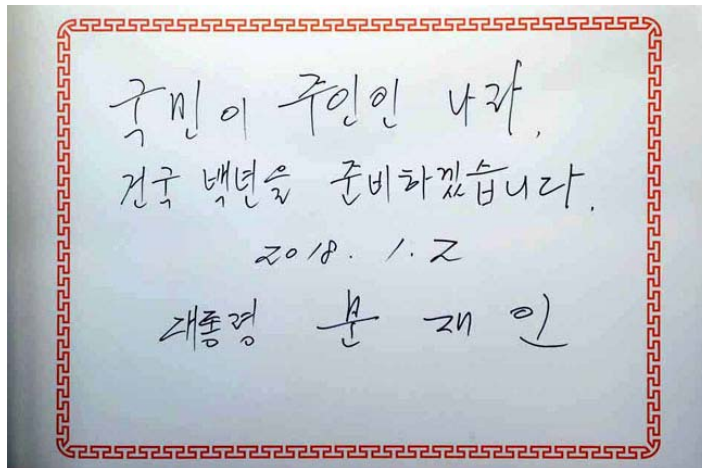 국민이 주인인 나라,
건국 백년을 준비하겠습니다.
2018. 1. 2
대통령 문재인